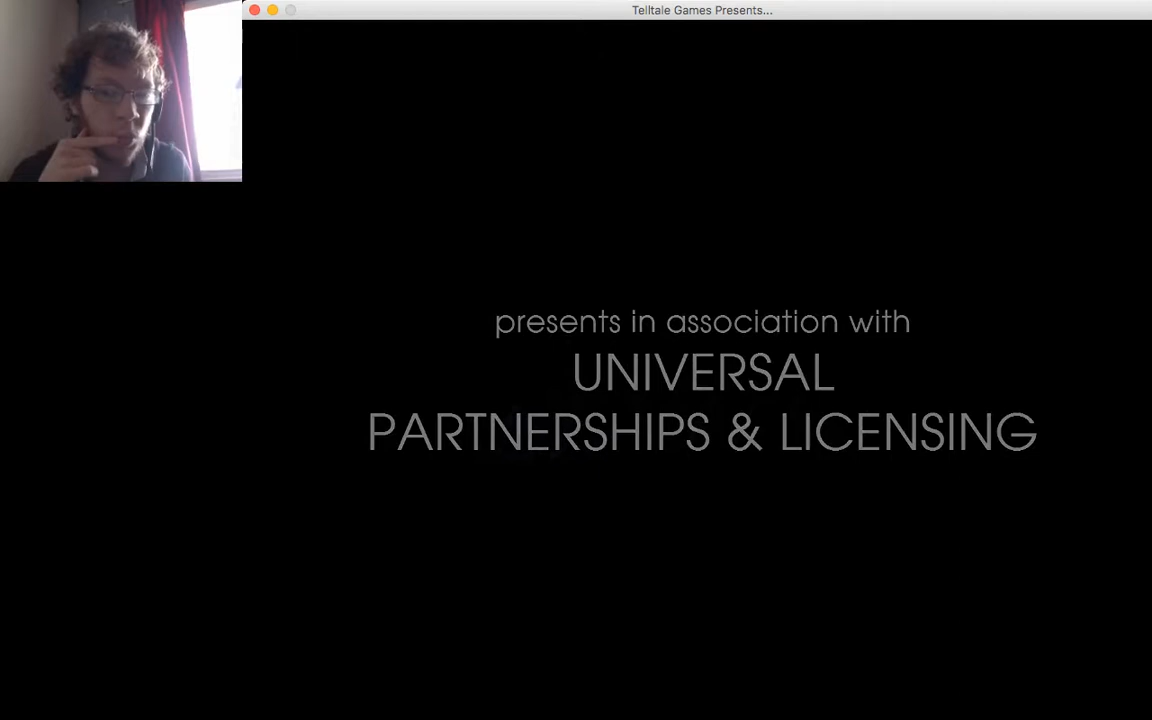 Telltale Games Presents...
presents in association with
UNIVERSAL
PARTNERSHIPS & LICENSING